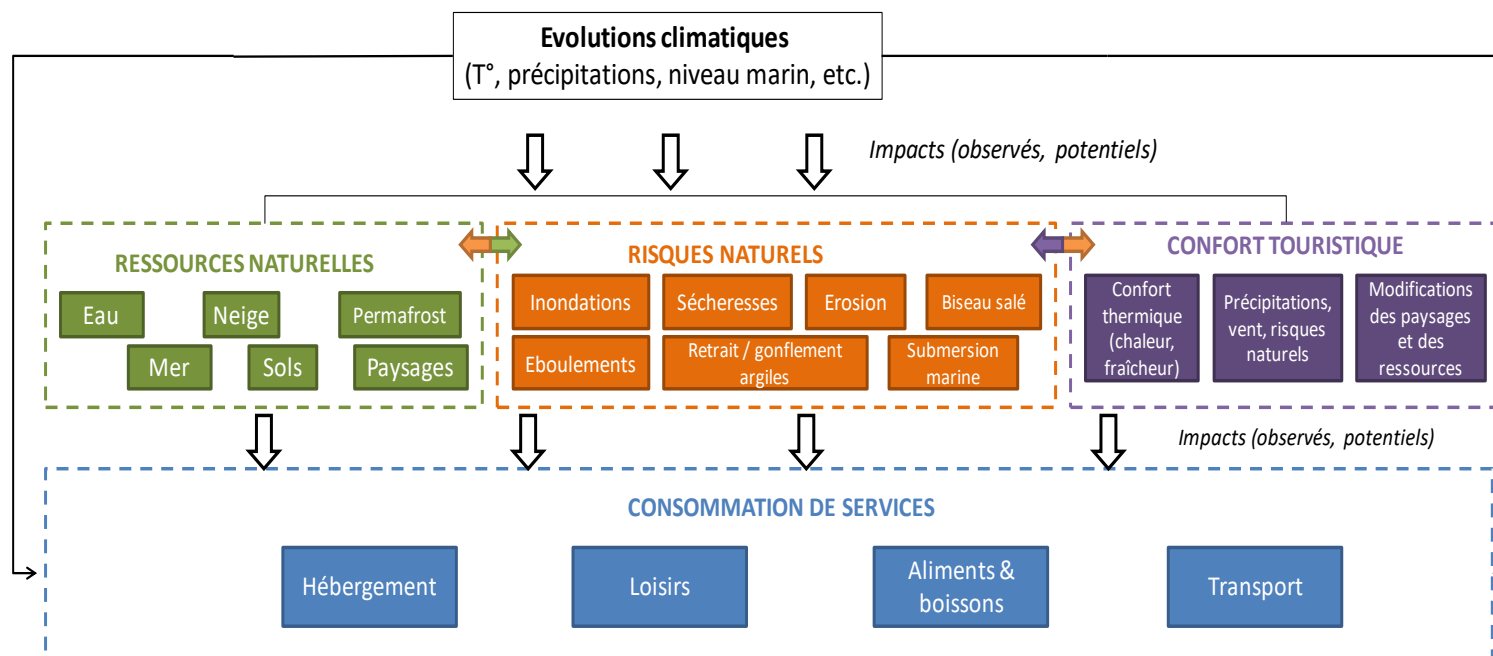 Evolutions climatiques
(T°, précipitations, niveau marin, etc.)
Impacts (observés, potentiels)
RESSOURCES NATURELLES
Eau
Neige
Permafrost
Mer
Sols
Paysages
RISQUES NATURELS
Inondations
Sécheresses
Erosion
Biseau salé
Eboulements
Retrait / gonflement
argiles
Submersion
marine
CONFORT TOURISTIQUE
Confort
thermique
(chaleur,
fraîcheur)
Précipitations,
vent, risques
naturels
Modifications
des paysages
et des
ressources
Impacts (observés, potentiels)
CONSOMMATION DE SERVICES
Hébergement
Loisirs
Aliments &
boissons
Transport